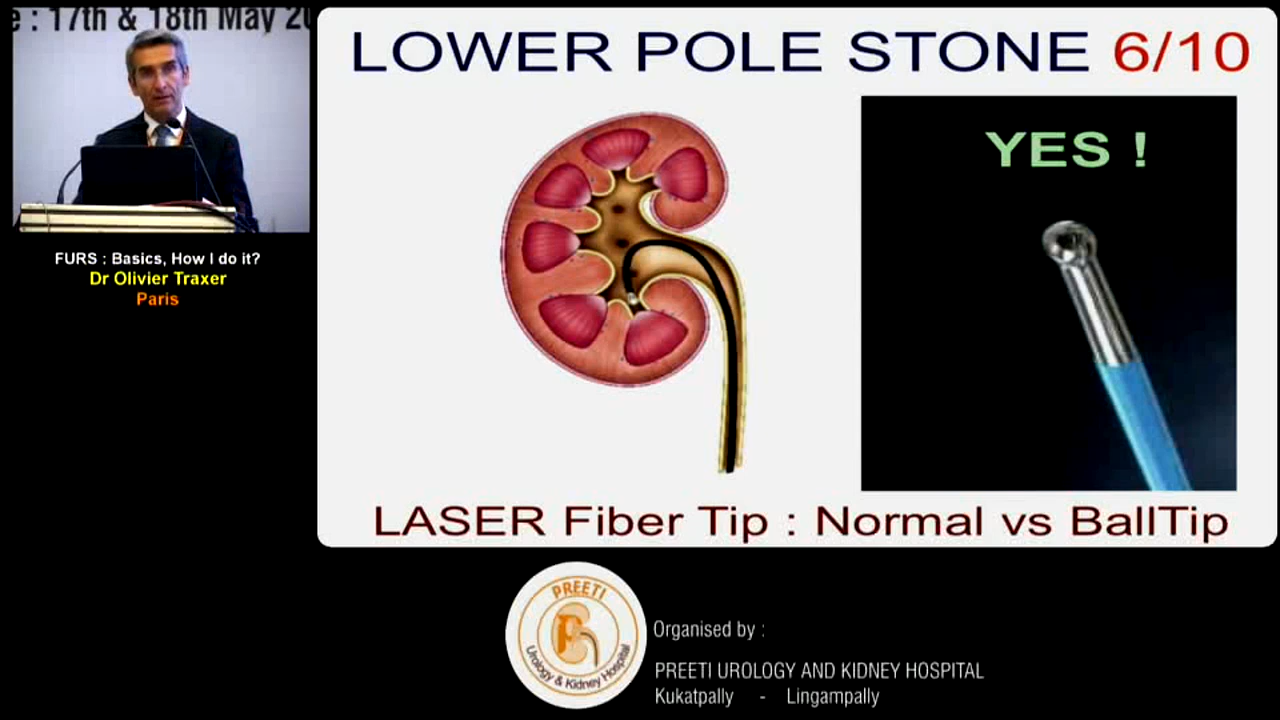 e : 17th & 18th May 20
FURS : Basics, How I do it?
Dr Olivier Traxer
Paris
LOWER POLE STONE 6/10
YES !
LASER Fiber Tip : Normal vs BallTip
PREETI
Urology & Kidney Hospital
Organised by :
PREETI UROLOGY AND KIDNEY HOSPITAL
Kukatpally - Lingampally